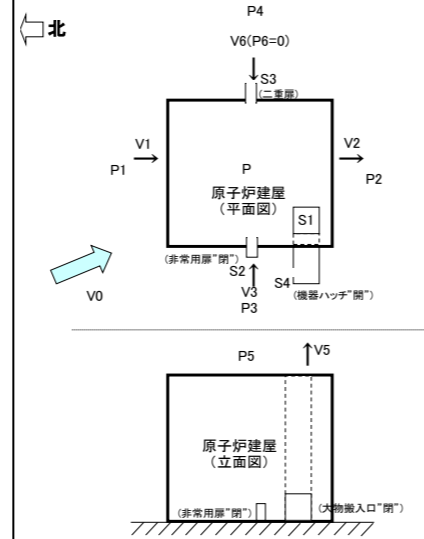 P4
北
V6(P6=0)
S3
(二重扉)
V1
V2
P
P1
P2
原子炉建屋
(平面図)
S1
(非常用扉"閉")
S2
S4
V3
(機器ハッチ"開")
V0
P3
P5
V5
原子炉建屋
(立面図)
(非常用扉"閉")
(大物搬入口"閉")